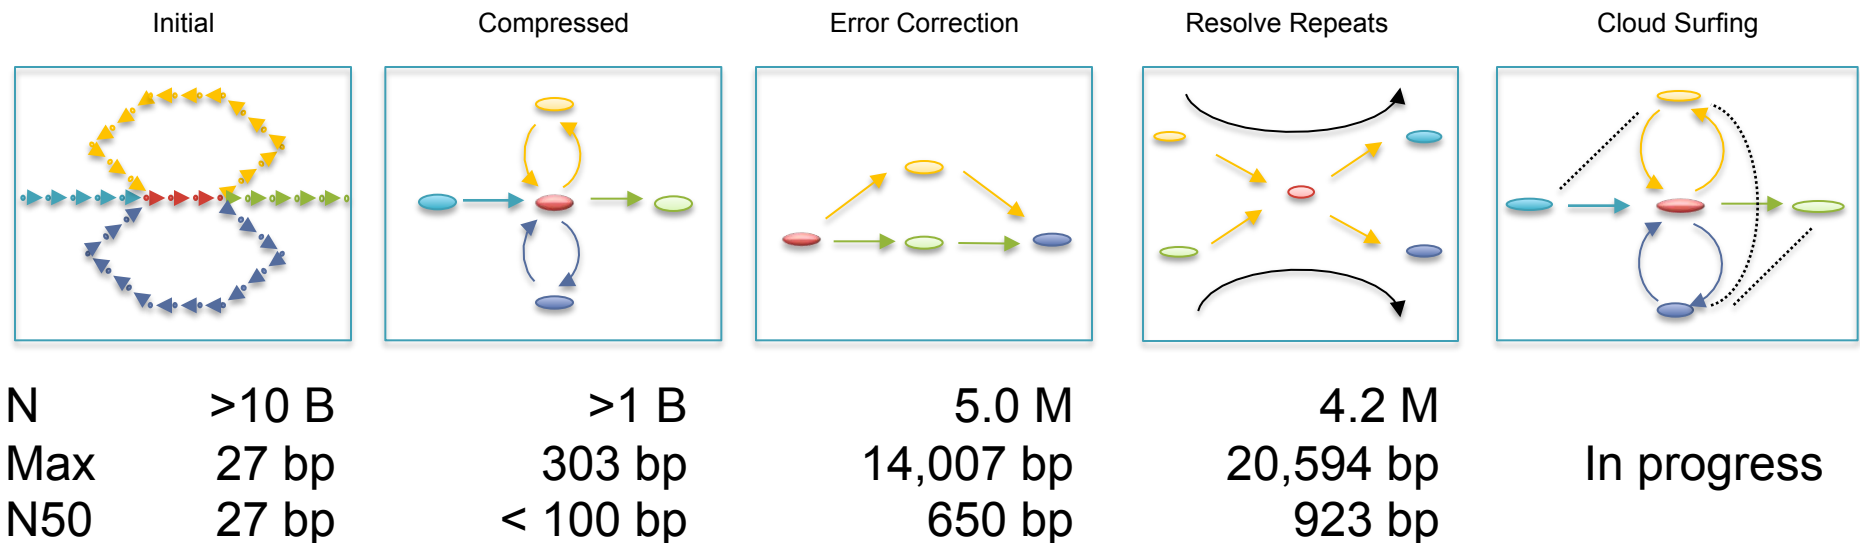 Initial Compressed Error Correction Resolve Repeats Cloud Surfing
N >10 B >1 B 5.0 M 4.2 M
Max 27 bp 303 bp 14,007 bp 20,594 bp In progress
N50 27 bp < 100 bp 650 bp 923 bp